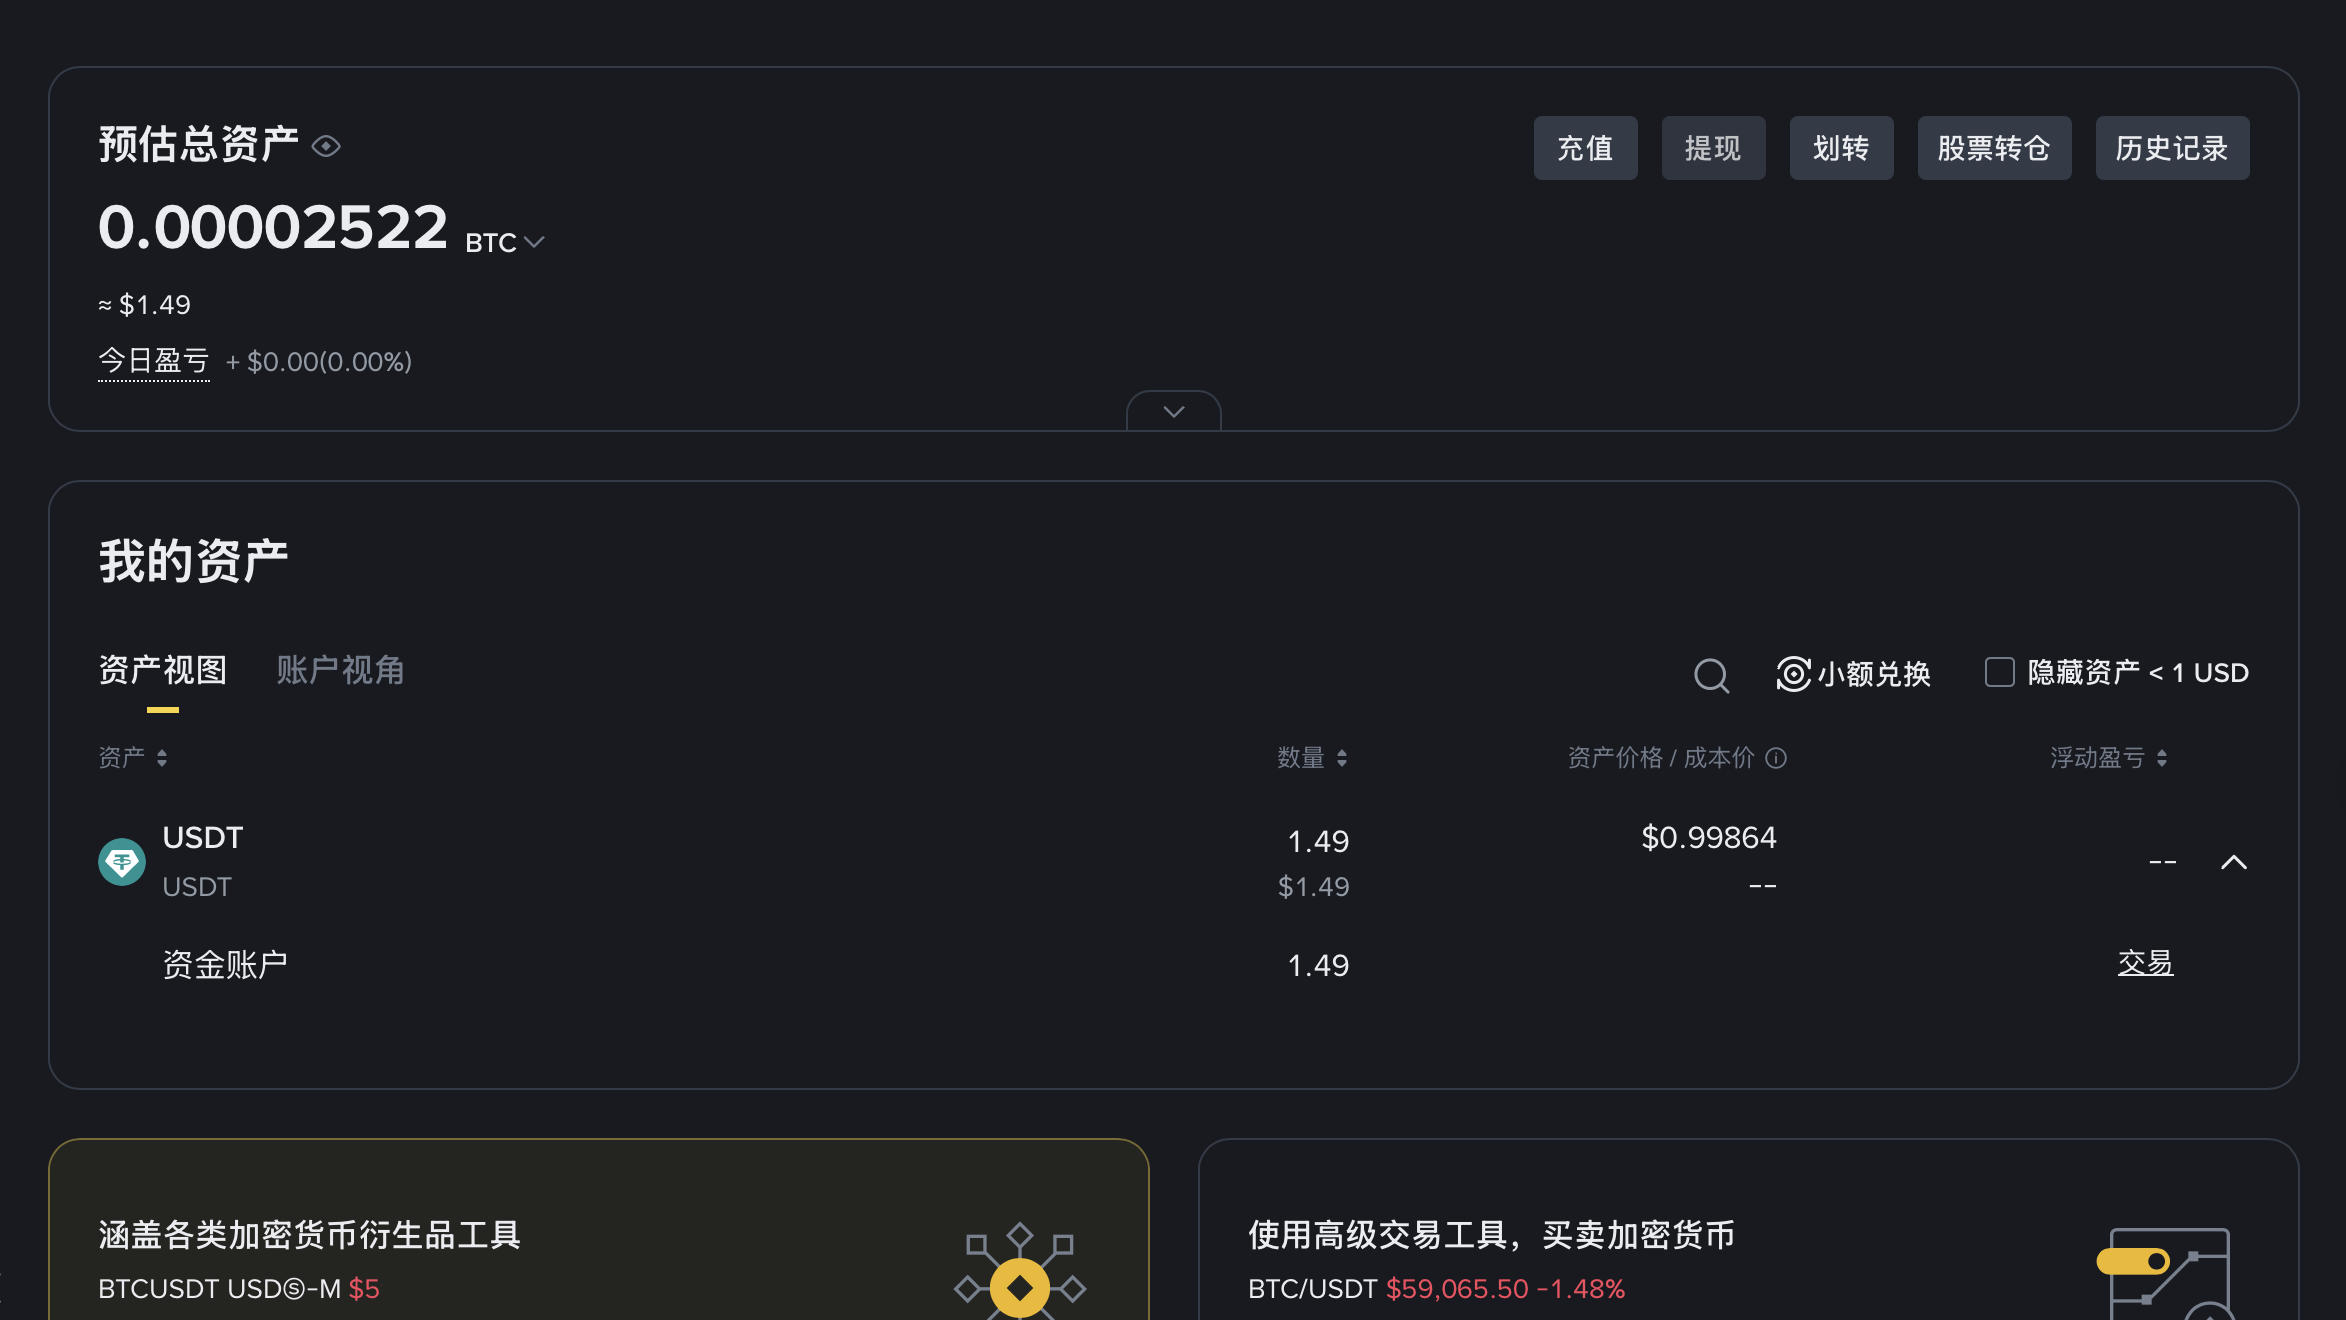 预估总资产
充值 提现 划转 股票转仓 历史记录
0.00002522 BTC
≈ $1.49
今日盈亏 + $0.00(0.00%)
我的资产
资产视图 账户视角
小额兑换 隐藏资产 < 1 USD
资产 数量 资产价格 / 成本价 浮动盈亏
USDT 1.49 $0.99864
USDT $1.49 -- --
资金账户 1.49 交易
涵盖各类加密货币衍生品工具
BTCUSDT USDⓈ-M $5
使用高级交易工具，买卖加密货币
BTC/USDT $59,065.50 -1.48%